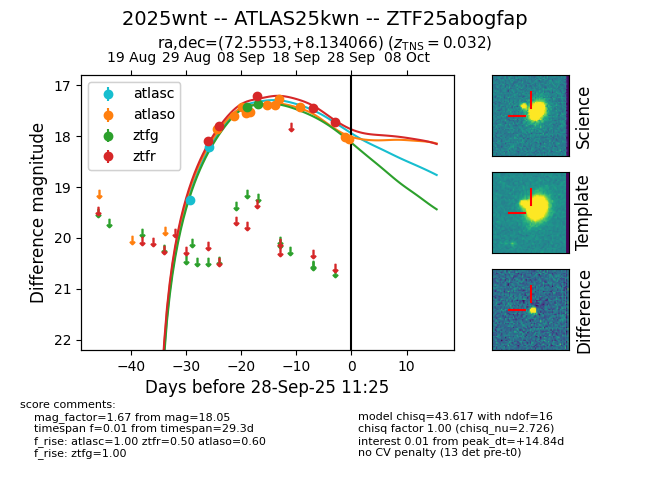 2025wnt -- ATLAS25kwn -- ZTF25abogfap
ra,dec=(72.5553,+8.134066) (z_TNS = 0.032)
19 Aug 29 Aug 08 Sep 18 Sep 28 Sep 08 Oct
atlasc
atlaso
ztfg
ztfr
17
18
19
20
21
22
Difference magnitude
−40 −30 −20 −10 0 10
Days before 28-Sep-25 11:25
Science
Template
Difference
score comments:
mag_factor=1.67 from mag=18.05
timespan f=0.01 from timespan=29.3d
f_rise: atlasc=1.00 ztfr=0.50 atlaso=0.60
f_rise: ztfg=1.00
model chisq=43.617 with ndof=16
chisq factor 1.00 (chisq_nu=2.726)
interest 0.01 from peak_dt=+14.84d
no CV penalty (13 det pre-t0)